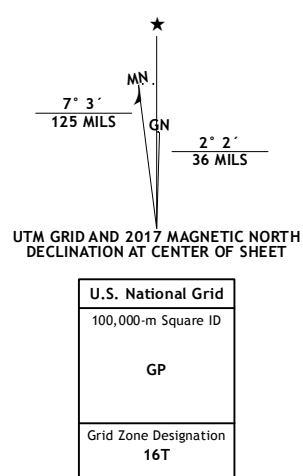 ★
MN
7° 3´
125 MILS
GN
2° 2´
36 MILS
UTM GRID AND 2017 MAGNETIC NORTH
DECLINATION AT CENTER OF SHEET
U.S. National Grid
100,000-m Square ID
GP
Grid Zone Designation
16T